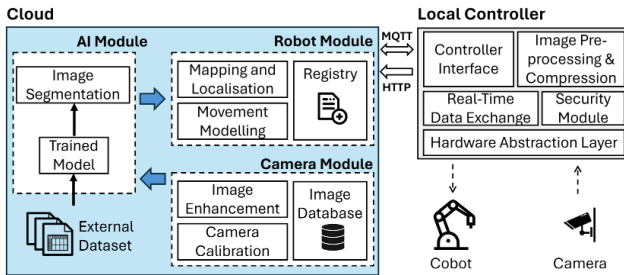 Cloud
AI Module
Image
Segmentation
Trained
Model
External
Dataset
Robot Module
Mapping and
Localisation
Movement
Modelling
Registry
Camera Module
Image
Enhancement
Camera
Calibration
Image
Database
MQTT
HTTP
Local Controller
Controller
Interface
Image Pre-
processing &
Compression
Real-Time
Data Exchange
Security
Module
Hardware Abstraction Layer
Cobot
Camera